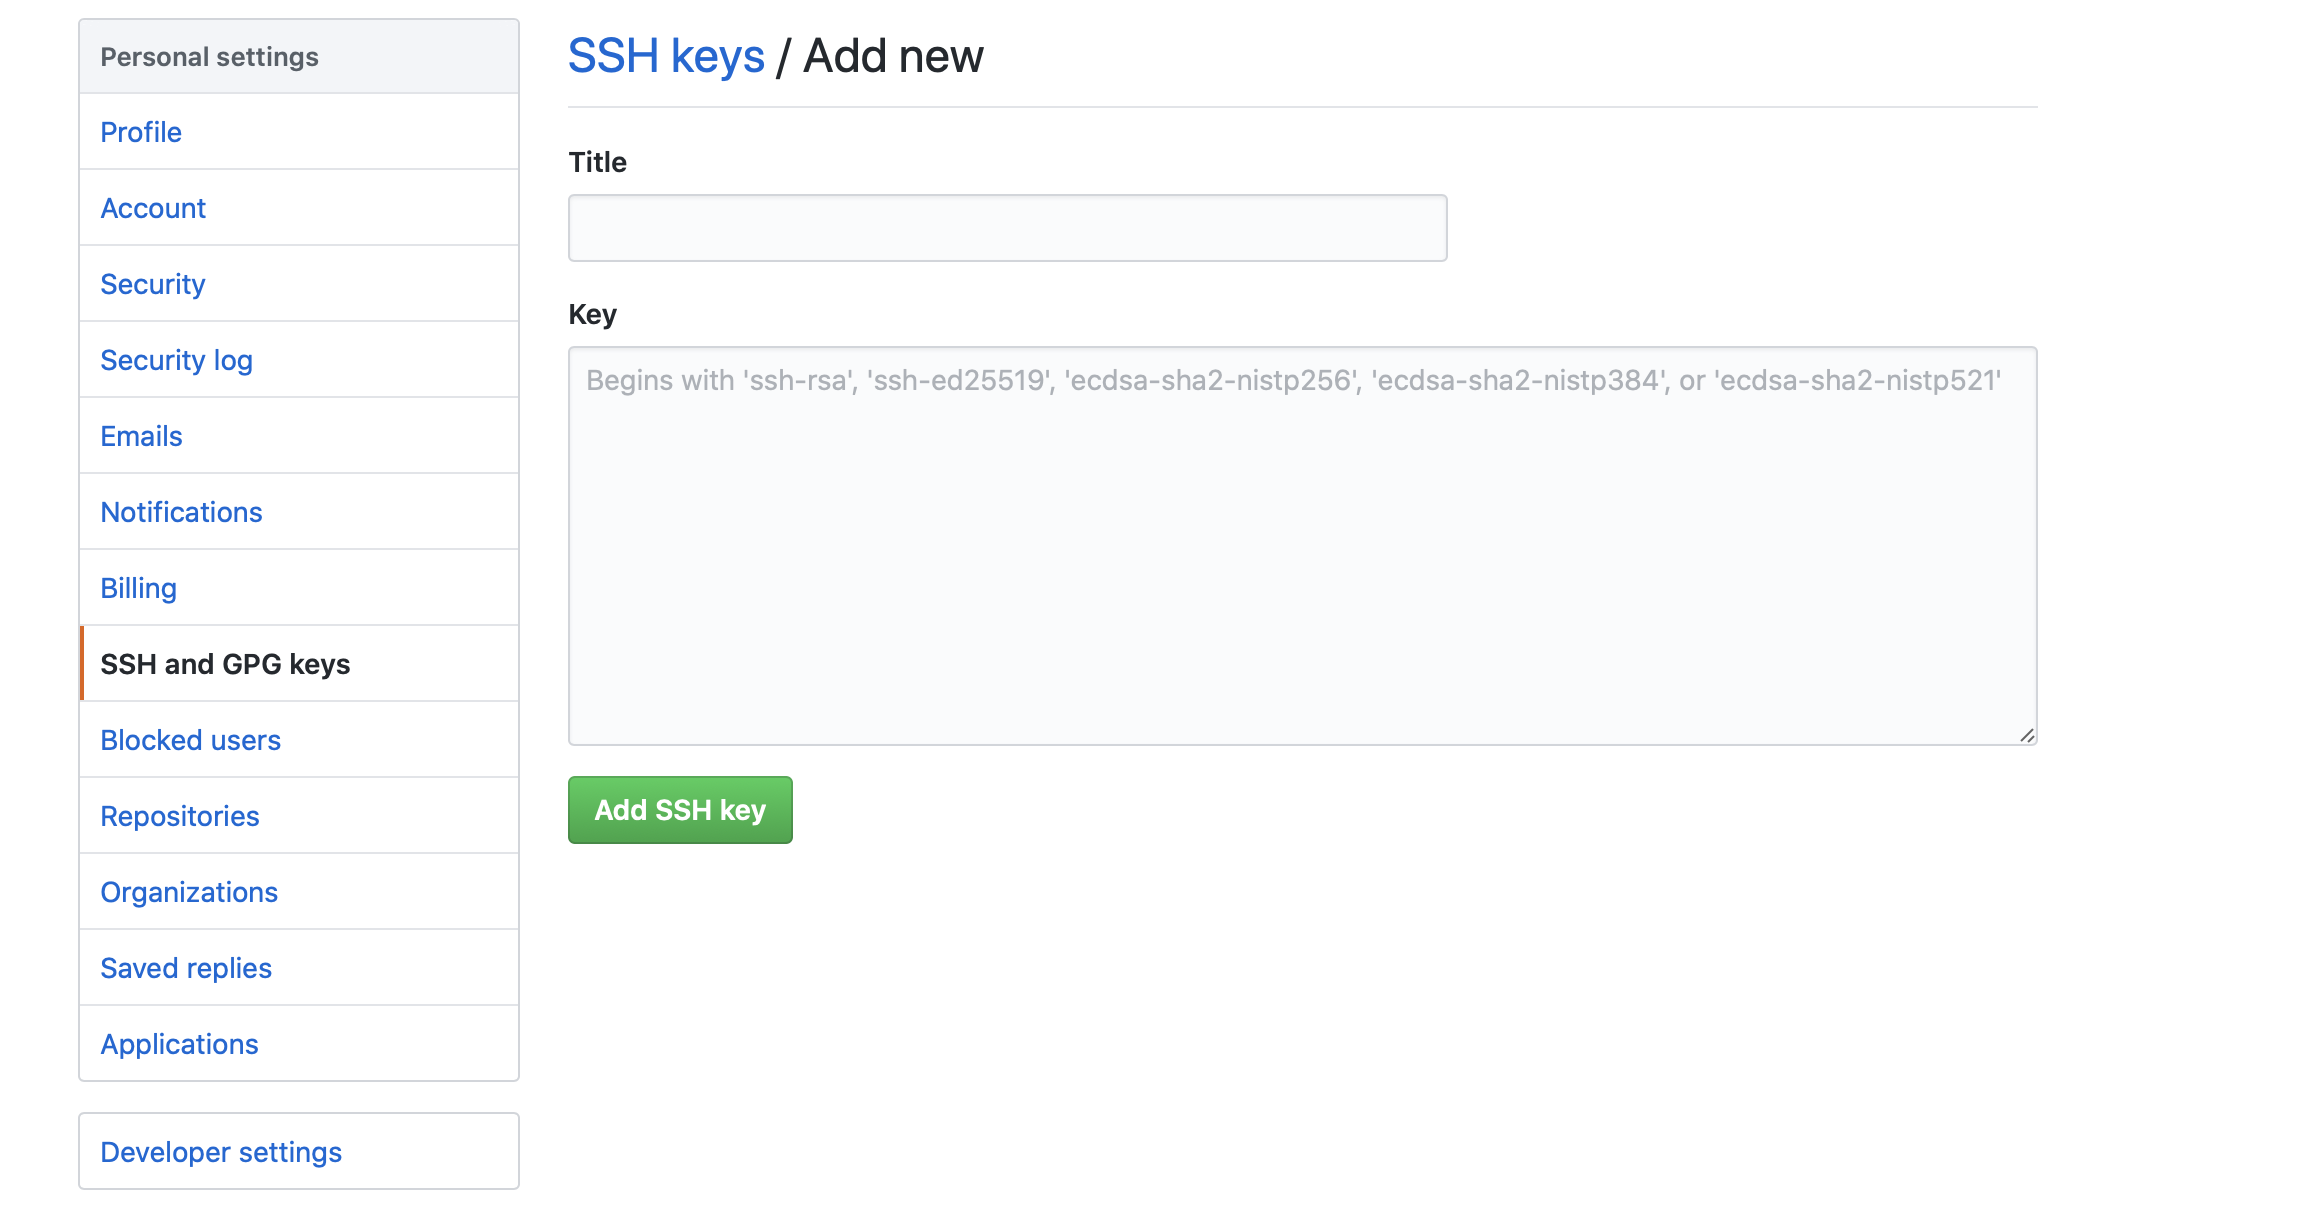 Personal settings
Profile
Account
Security
Security log
Emails
Notifications
Billing
SSH and GPG keys
Blocked users
Repositories
Organizations
Saved replies
Applications
Developer settings
SSH keys / Add new
Title
Key
Begins with 'ssh-rsa', 'ssh-ed25519', 'ecdsa-sha2-nistp256', 'ecdsa-sha2-nistp384', or 'ecdsa-sha2-nistp521'
Add SSH key